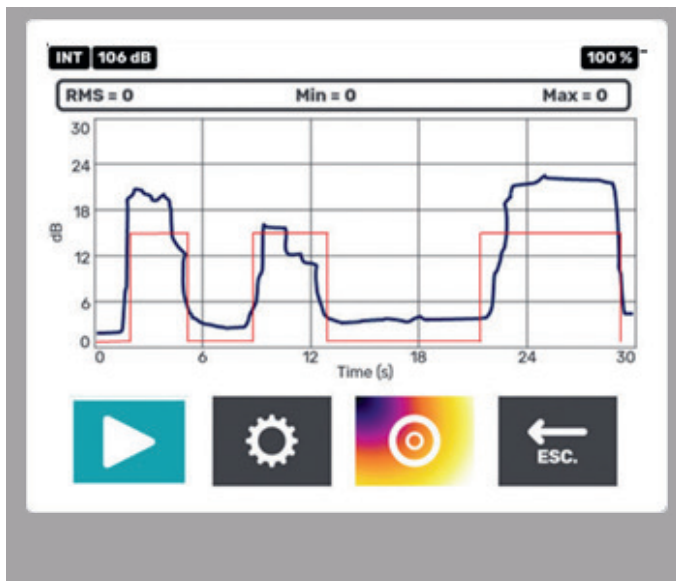 INT 106 dB 100 %
RMS = 0 Min = 0 Max = 0
30
24
18
dB
12
6
0
0 6 12 18 24 30
Time (s)
ESC.